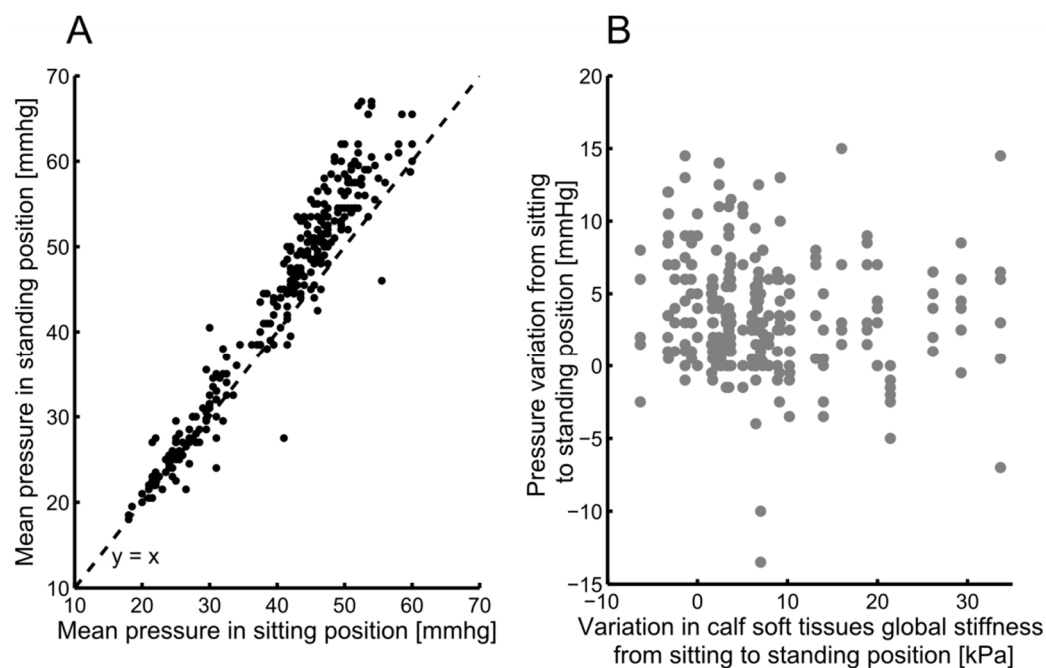 A
70
60
50
40
30
20
10
Mean pressure in standing position [mmhg]
y = x
10 20 30 40 50 60 70
Mean pressure in sitting position [mmhg]
B
20
15
10
5
0
−5
−10
−15
Pressure variation from sitting
to standing position [mmHg]
−10 0 10 20 30
Variation in calf soft tissues global stiffness
from sitting to standing position [kPa]